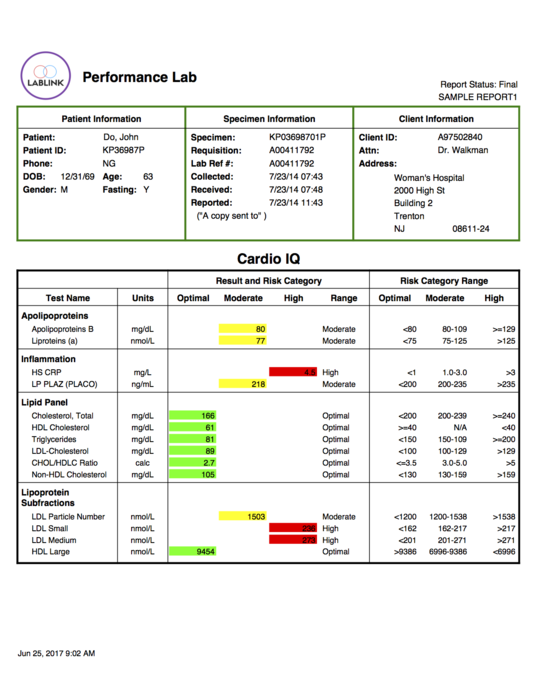 LABLINK
Performance Lab
Report Status: Final
SAMPLE REPORT1
Patient Information Specimen Information Client Information
Patient: Do, John Specimen: KP03698701P Client ID: A97502840
Patient ID: KP36987P Requisition: A00411792 Attn: Dr. Walkman
Phone: NG Lab Ref #: A00411792 Address:
DOB: 12/31/69 Age: 63 Collected: 7/23/14 07:43 Woman's Hospital
Gender: M Fasting: Y Received: 7/23/14 07:48 2000 High St
Reported: 7/23/14 11:43 Building 2
("A copy sent to" ) Trenton
NJ 08611-24
Cardio IQ
Result and Risk Category Risk Category Range
Test Name Units Optimal Moderate High Range Optimal Moderate High
Apolipoproteins
Apolipoproteins B mg/dL 80 Moderate <80 80-109 >=129
Liproteins (a) nmol/L 77 Moderate <75 75-125 >125
Inflammation
HS CRP mg/L High <1 1.0-3.0 >3
LP PLAZ (PLACO) ng/mL 218 Moderate <200 200-235 >235
Lipid Panel
Cholesterol, Total mg/dL 166 Optimal <200 200-239 >=240
HDL Cholesterol mg/dL 61 Optimal >=40 N/A <40
Triglycerides mg/dL 81 Optimal <150 150-109 >=200
LDL-Cholesterol mg/dL 89 Optimal <100 100-129 >129
CHOL/HDLC Ratio calc 2.7 Optimal <=3.5 3.0-5.0 >5
Non-HDL Cholesterol mg/dL 105 Optimal <130 130-159 >159
Lipoprotein
Subfractions
LDL Particle Number nmol/L 1503 Moderate <1200 1200-1538 >1538
LDL Small nmol/L High <162 162-217 >217
LDL Medium nmol/L 273 High <201 201-271 >271
HDL Large nmol/L 9454 Optimal >9386 6996-9386 <6996
Jun 25, 2017 9:02 AM